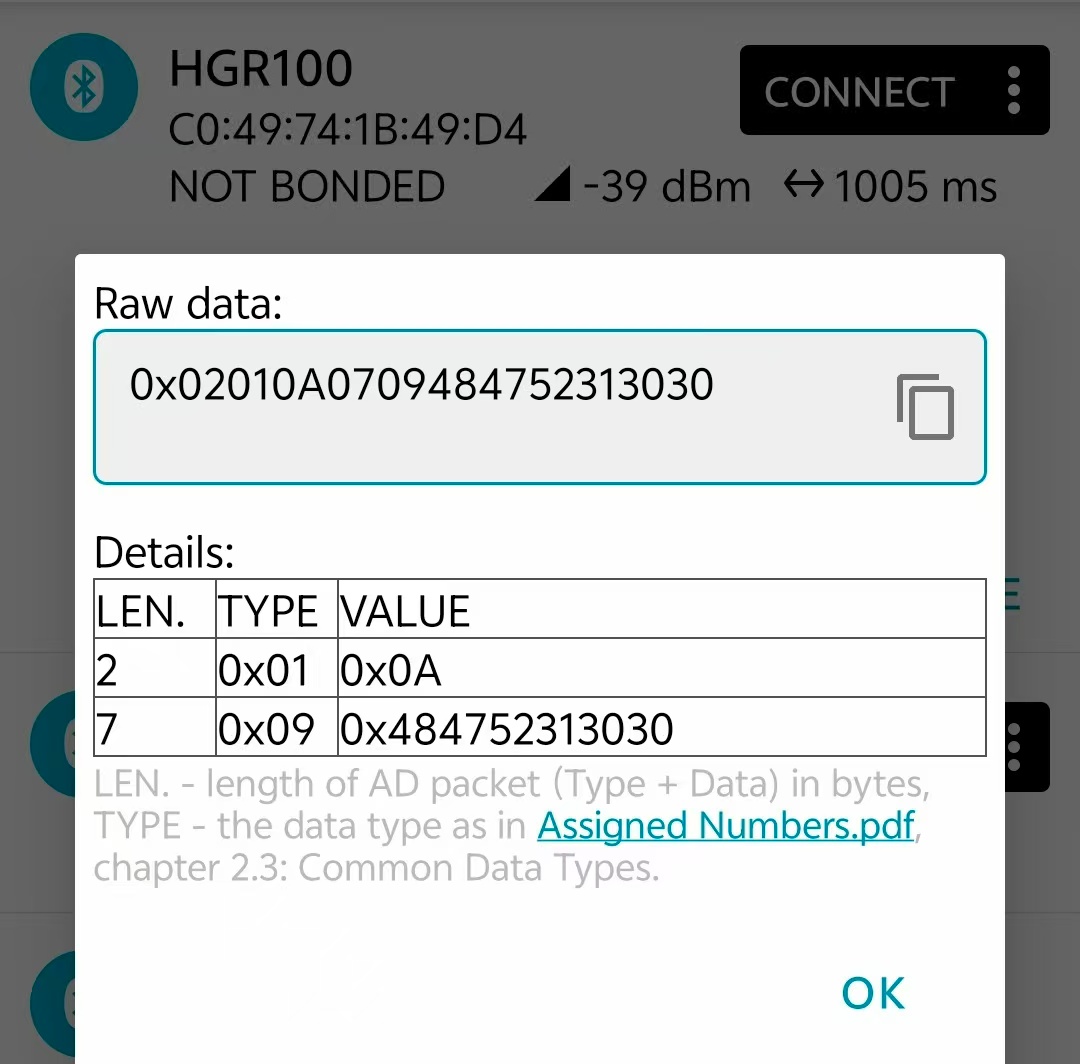 HGR100
CONNECT
C0:49:74:1B:49:D4
NOT BONDED -39 dBm 1005 ms
Raw data:
0x02010A0709484752313030
Details:
LEN. TYPE VALUE
2 0x01 0x0A
7 0x09 0x484752313030
LEN. - length of AD packet (Type + Data) in bytes,
TYPE - the data type as in Assigned Numbers.pdf,
chapter 2.3: Common Data Types.
OK